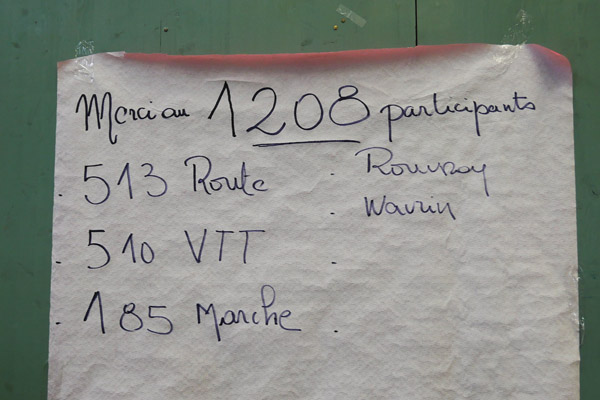 Merci au 1208 participants
. 513 Route . Rouvroy
. Wavrin
. 510 VTT .
. 185 Marche .